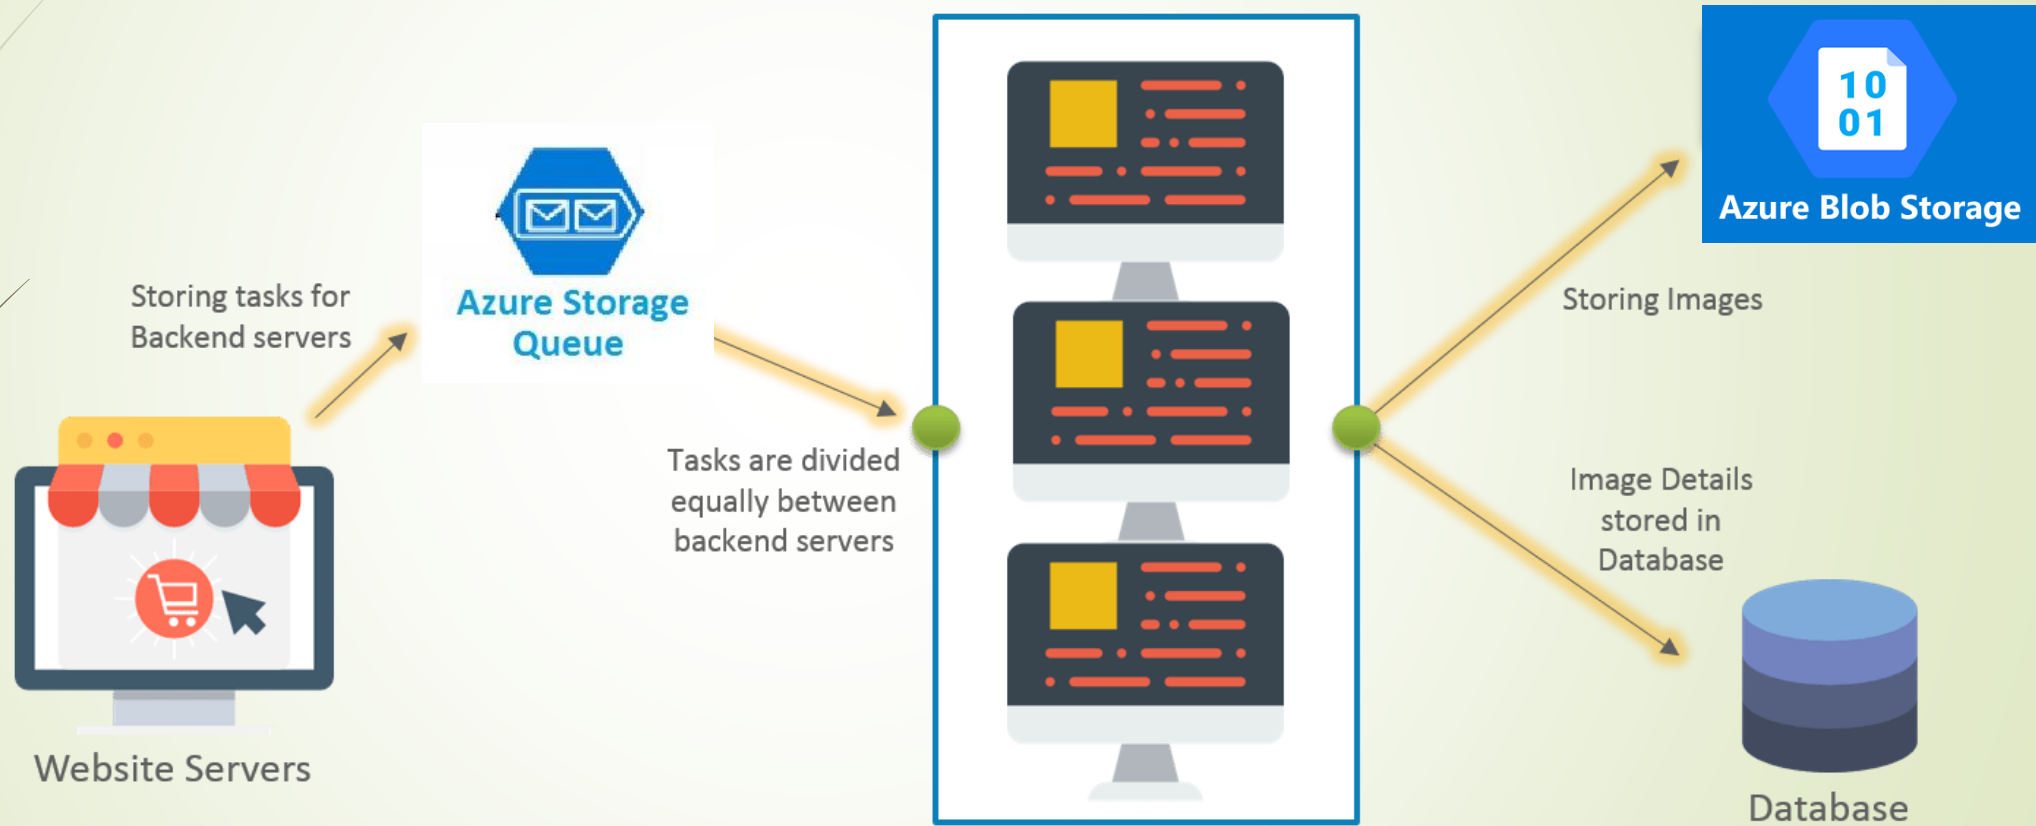 Storing tasks for
Backend servers
Azure Storage
Queue
Website Servers
Tasks are divided
equally between
backend servers
10
01
Azure Blob Storage
Storing Images
Image Details
stored in
Database
Database